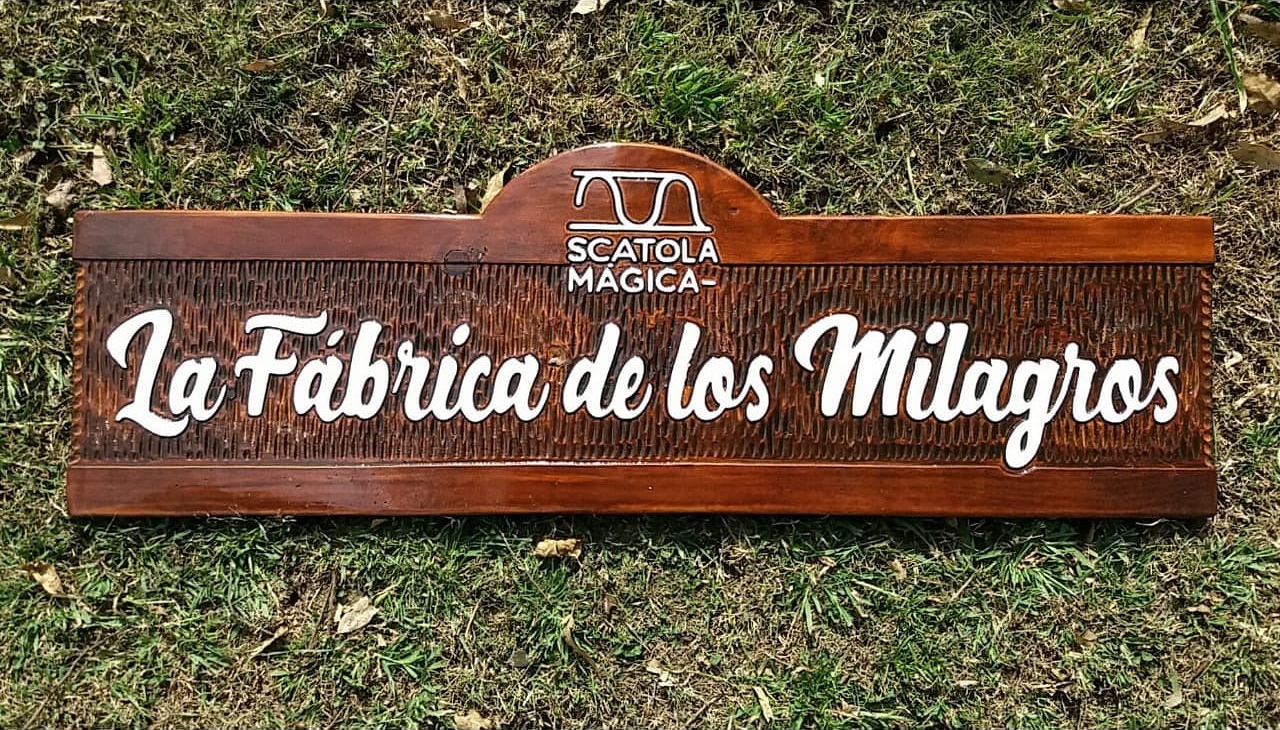 SCATOLA
MÁGICA-
La Fábrica de los Milagros